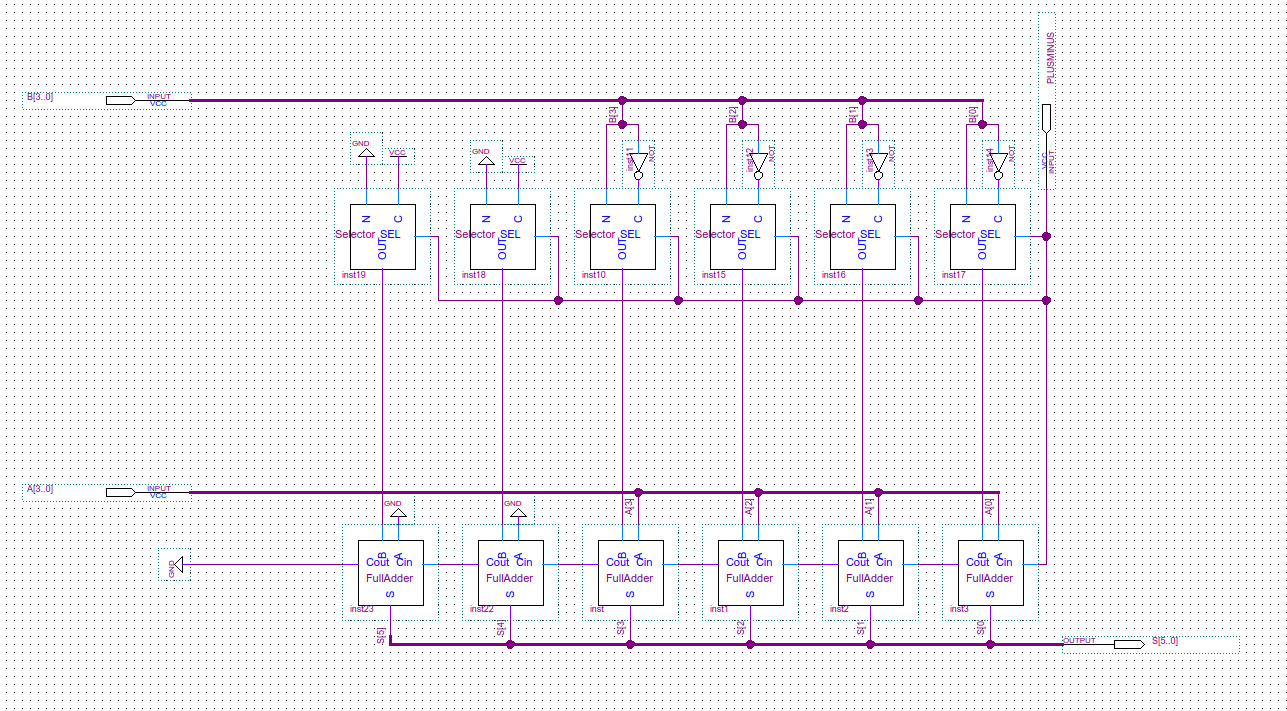 PLUSMINUS
B[3..0] INPUT VCC
B[3] B[2] B[1] B[0]
GND VCC GND VCC inst11 NOT inst12 NOT inst13 NOT inst14 NOT VCC INPUT
N C N C N C N C N C N C
Selector SEL Selector SEL Selector SEL Selector SEL Selector SEL Selector SEL
OUT OUT OUT OUT OUT OUT
inst19 inst18 inst10 inst15 inst16 inst17
A[3..0] INPUT VCC
GND GND A[3] A[2] A[1] A[0]
B A B A B A B A B A B A
GND Cout Cin Cout Cin Cout Cin Cout Cin Cout Cin Cout Cin
FullAdder FullAdder FullAdder FullAdder FullAdder FullAdder
S S S S S S
inst23 inst22 inst inst1 inst2 inst3
S[5] S[4] S[3 S[2 S[1 S[0
OUTPUT S[5..0]